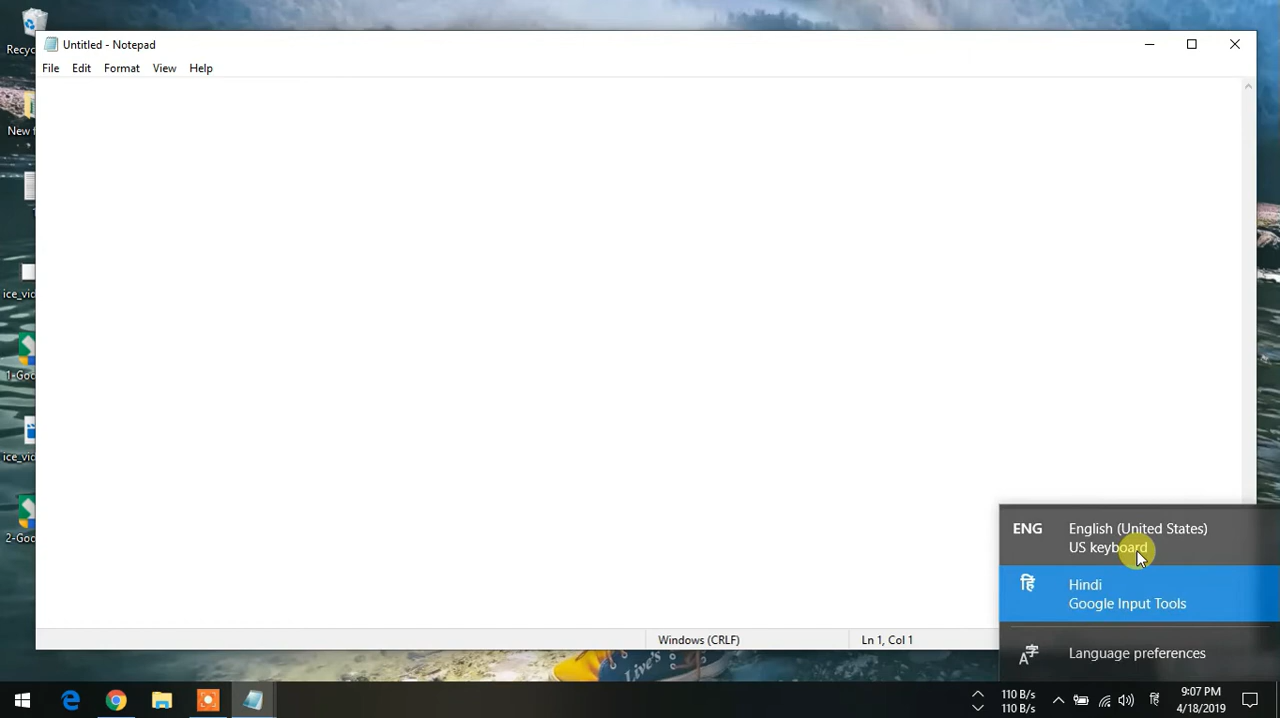 Recyc
Untitled - Notepad
File Edit Format View Help
New f
ice_vid
1-Goo
ice_vid
2-Goo
ENG English (United States)
US keyboard
हिं Hindi
Google Input Tools
Language preferences
Windows (CRLF) Ln 1, Col 1
110 B/s
110 B/s
हिं
9:07 PM
4/18/2019